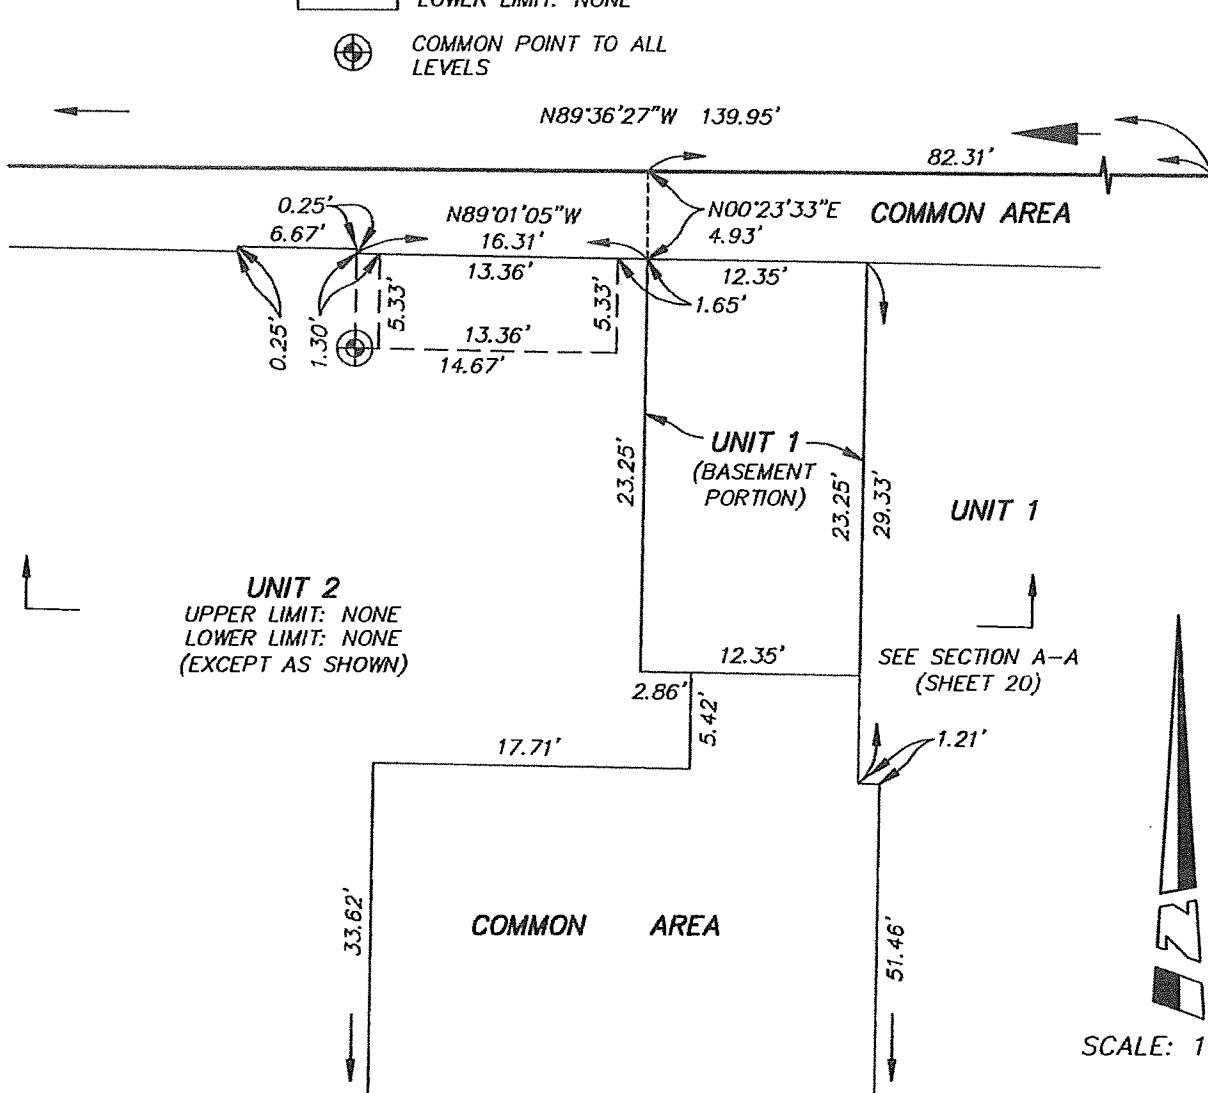 LOWER LIMIT: NONE
COMMON POINT TO ALL
LEVELS
N89°36'27"W 139.95'
82.31'
0.25'
6.67'
N89°01'05"W
16.31'
13.36'
N00°23'33"E
4.93'
COMMON AREA
12.35'
1.65'
5.33'
5.33'
0.25'
1.30'
13.36'
14.67'
UNIT 1
(BASEMENT
PORTION)
23.25'
23.25'
29.33'
UNIT 1
UNIT 2
UPPER LIMIT: NONE
LOWER LIMIT: NONE
(EXCEPT AS SHOWN)
12.35'
SEE SECTION A-A
(SHEET 20)
2.86'
5.42'
17.71'
1.21'
33.62'
COMMON AREA
51.46'
N
SCALE: 1